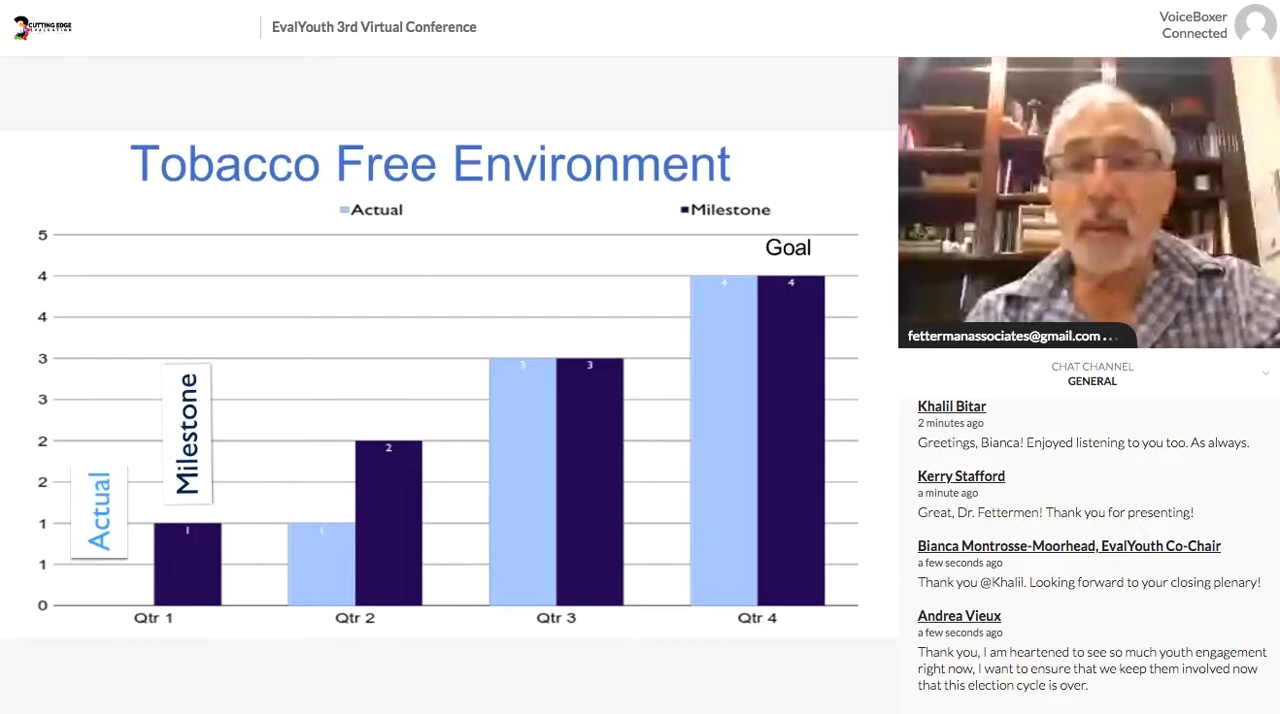 CUTTING EDGE
EvalYouth 3rd Virtual Conference
VoiceBoxer
Connected
Tobacco Free Environment
Actual
Milestone
Goal
5
4
4
3
3
2
2
1
1
0
Actual
Milestone
1
1
2
3
3
4
4
Qtr 1
Qtr 2
Qtr 3
Qtr 4
fettermanassociates@gmail.com ...
CHAT CHANNEL
GENERAL
Khalil Bitar
2 minutes ago
Greetings, Bianca! Enjoyed listening to you too. As always.
Kerry Stafford
a minute ago
Great, Dr. Fettermen! Thank you for presenting!
Bianca Montrosse-Moorhead, EvalYouth Co-Chair
a few seconds ago
Thank you @Khalil. Looking forward to your closing plenary!
Andrea Vieux
a few seconds ago
Thank you, I am heartened to see so much youth engagement
right now, I want to ensure that we keep them involved now
that this election cycle is over.